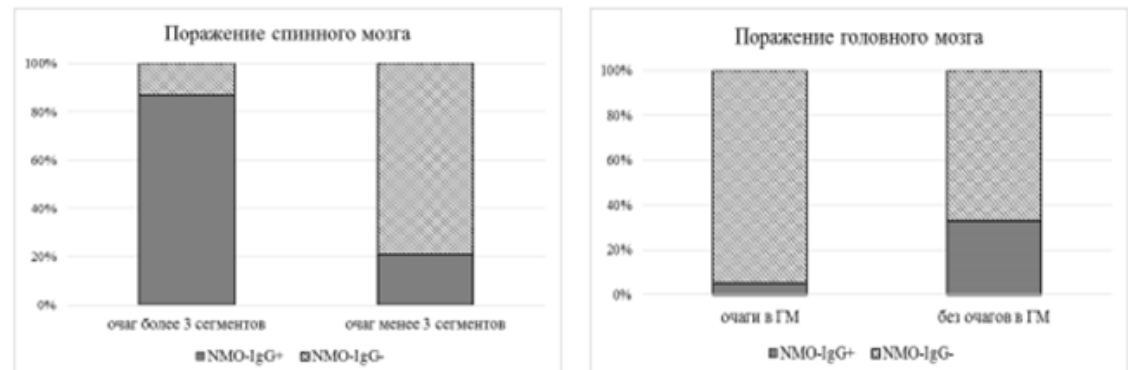 Поражение спинного мозга
100%
80%
60%
40%
20%
0%
очаг более 3 сегментов
очаг менее 3 сегментов
NMO-IgG+ NMO-IgG-
Поражение головного мозга
100%
80%
60%
40%
20%
0%
очаги в ГМ
без очагов в ГМ
NMO-IgG+ NMO-IgG-